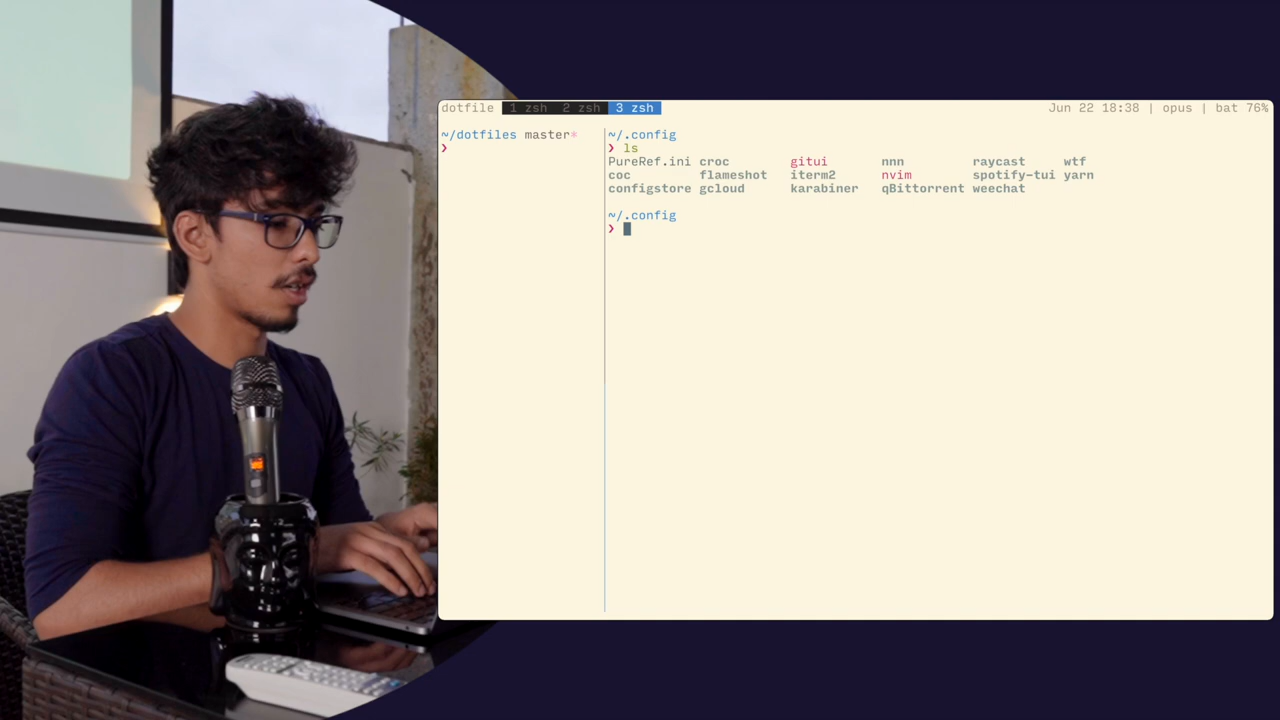 dotfile 1 zsh 2 zsh 3 zsh Jun 22 18:38 | opus | bat 76%
~/dotfiles master*
❯
~/.config
❯ ls
PureRef.ini croc gitui nnn raycast wtf
coc flameshot iterm2 nvim spotify-tui yarn
configstore gcloud karabiner qBittorrent weechat
~/.config
❯